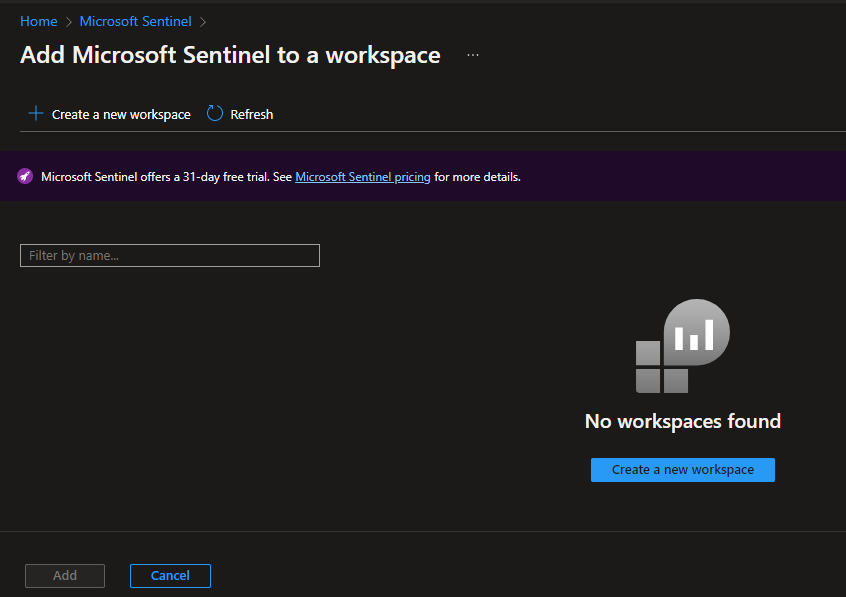 Home > Microsoft Sentinel >
Add Microsoft Sentinel to a workspace ...
+ Create a new workspace Refresh
Microsoft Sentinel offers a 31-day free trial. See Microsoft Sentinel pricing for more details.
Filter by name...
No workspaces found
Create a new workspace
Add Cancel